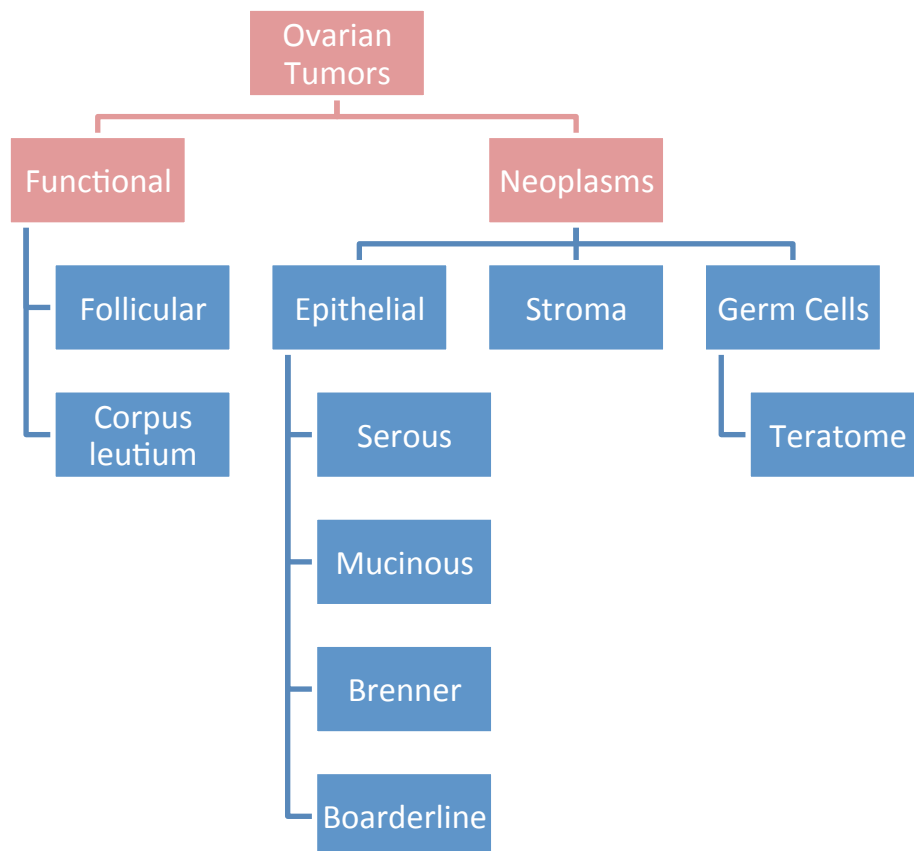 Ovarian
Tumors
Functional
Neoplasms
Follicular
Epithelial
Stroma
Germ Cells
Corpus
leutium
Serous
Teratome
Mucinous
Brenner
Boarderline